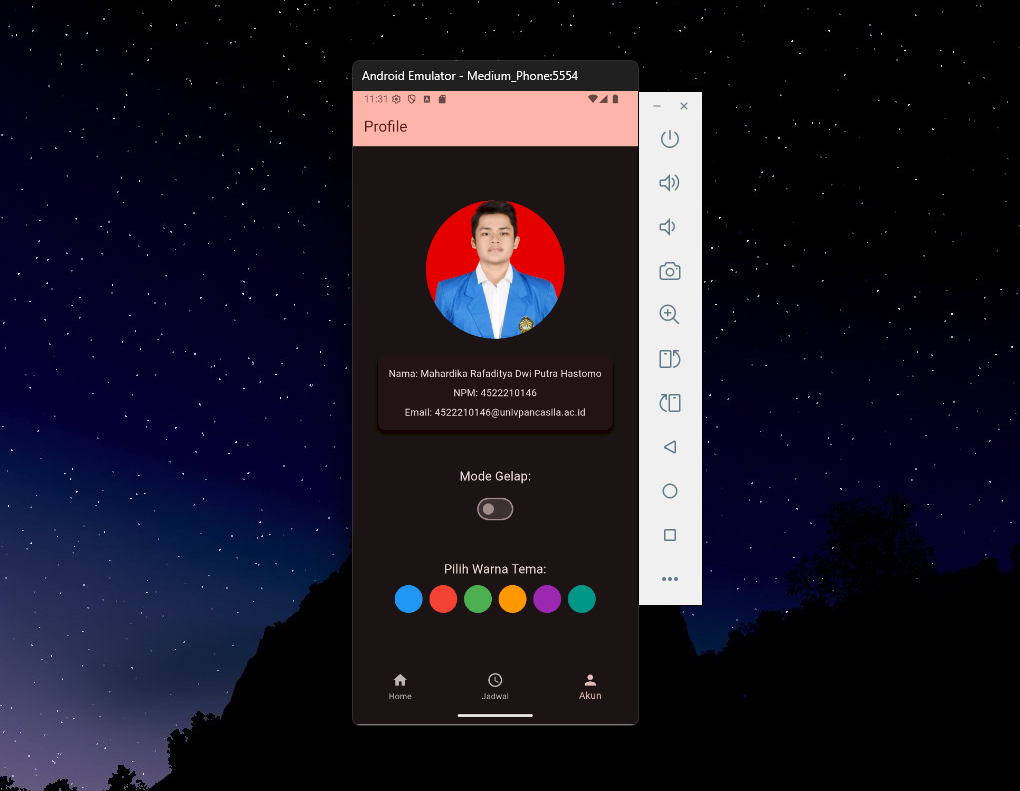 Android Emulator - Medium_Phone:5554
11:31
Profile
Nama: Mahardika Rafaditya Dwi Putra Hastomo
NPM: 4522210146
Email: 4522210146@univpancasila.ac.id
Mode Gelap:
Pilih Warna Tema:
Home
Jadwal
Akun